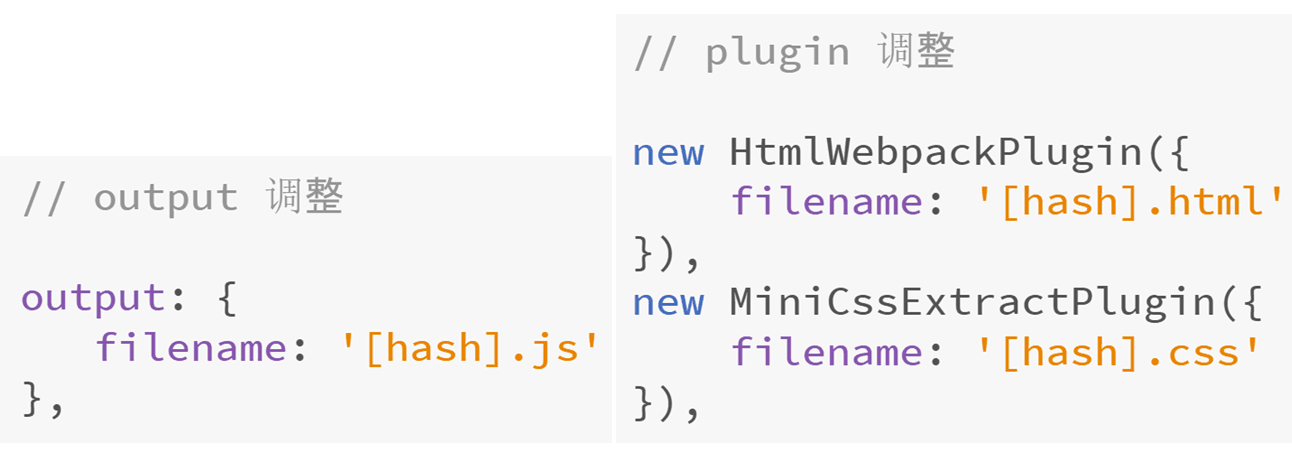 // output 调整
output: {
filename: '[hash].js'
},
// plugin 调整
new HtmlWebpackPlugin({
filename: '[hash].html'
}),
new MiniCssExtractPlugin({
filename: '[hash].css'
}),